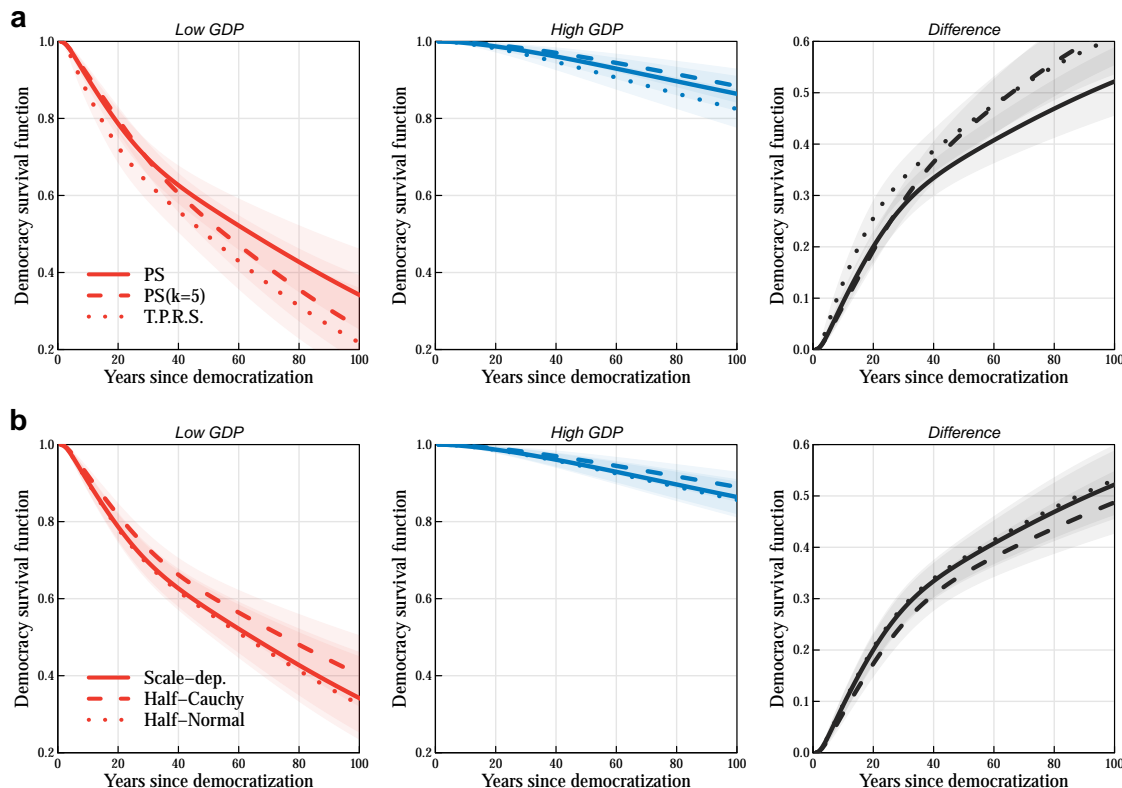 a
Low GDP
High GDP
Difference
Democracy survival function
1.0
0.8
0.6
0.4
0.2
PS
PS(k=5)
T.P.R.S.
0 20 40 60 80 100
Years since democratization
Democracy survival function
1.0
0.8
0.6
0.4
0.2
0 20 40 60 80 100
Years since democratization
Democracy survival function
0.6
0.5
0.4
0.3
0.2
0.1
0.0
0 20 40 60 80 100
Years since democratization
b
Low GDP
High GDP
Difference
Democracy survival function
1.0
0.8
0.6
0.4
0.2
Scale-dep.
Half-Cauchy
Half-Normal
0 20 40 60 80 100
Years since democratization
Democracy survival function
1.0
0.8
0.6
0.4
0.2
0 20 40 60 80 100
Years since democratization
Democracy survival function
0.6
0.5
0.4
0.3
0.2
0.1
0.0
0 20 40 60 80 100
Years since democratization